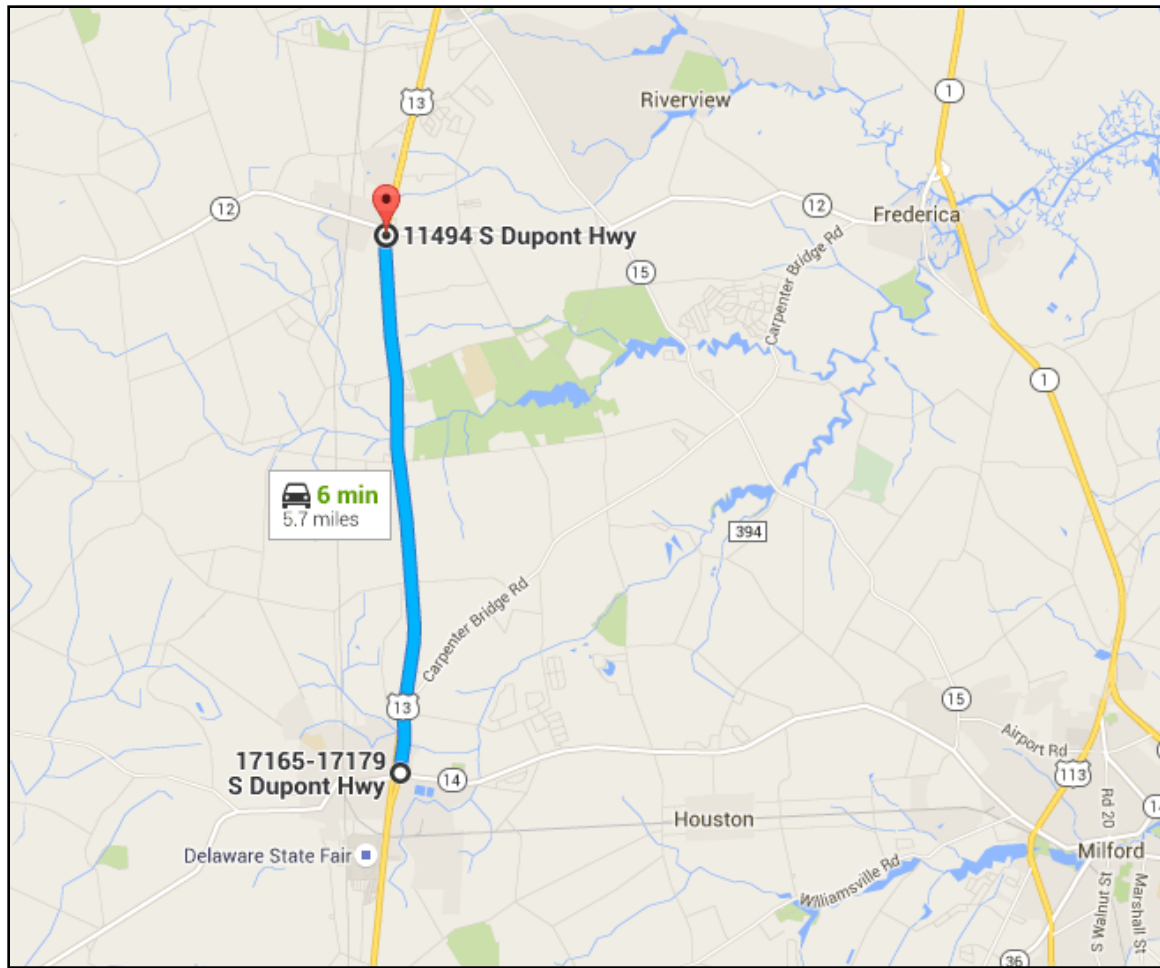 13
1
Riverview
12
12
Frederica
11494 S Dupont Hwy
15
Carpenter Bridge Rd
1
6 min
5.7 miles
394
Carpenter Bridge Rd
13
15
Airport Rd
17165-17179
S Dupont Hwy
14
113
Rd 20
14
Houston
Delaware State Fair
Milford
Williamsville Rd
S Walnut St
Marshall St
36